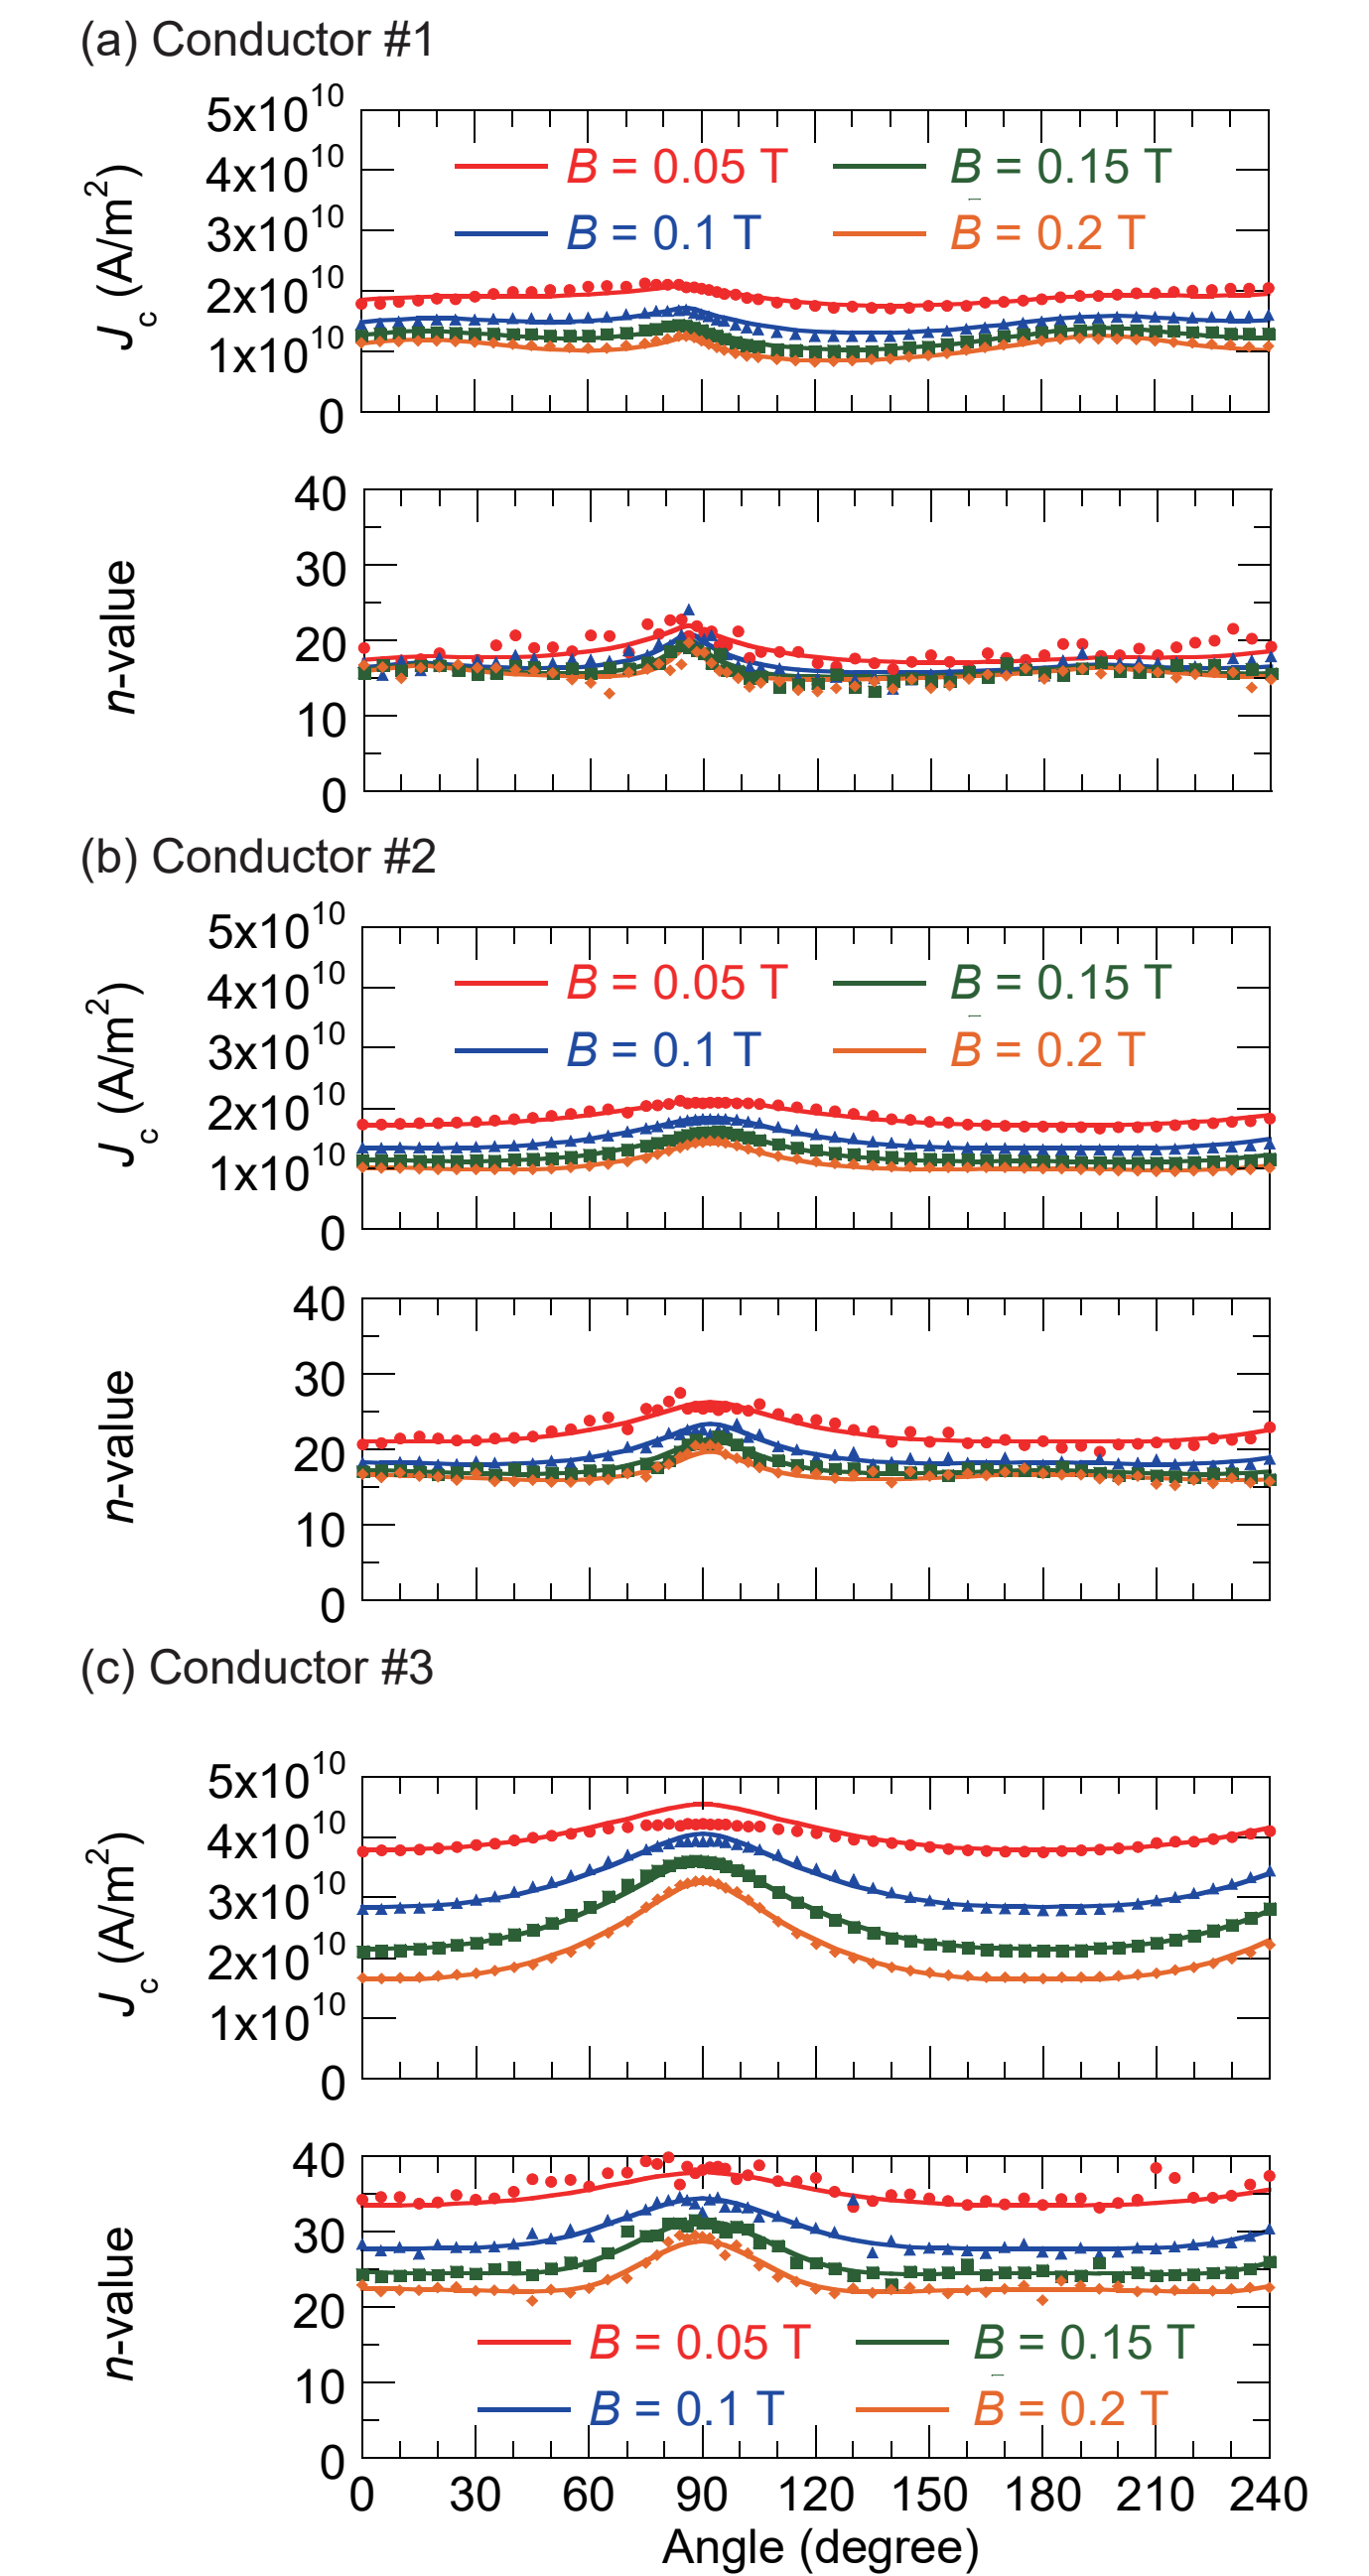 (a) Conductor #1
5x10^10
4x10^10
3x10^10
2x10^10
1x10^10
0
J_c (A/m^2)
B = 0.05 T
B = 0.15 T
B = 0.1 T
B = 0.2 T
40
30
20
10
0
n-value
(b) Conductor #2
5x10^10
4x10^10
3x10^10
2x10^10
1x10^10
0
J_c (A/m^2)
B = 0.05 T
B = 0.15 T
B = 0.1 T
B = 0.2 T
40
30
20
10
0
n-value
(c) Conductor #3
5x10^10
4x10^10
3x10^10
2x10^10
1x10^10
0
J_c (A/m^2)
40
30
20
10
0
n-value
B = 0.05 T
B = 0.15 T
B = 0.1 T
B = 0.2 T
0 30 60 90 120 150 180 210 240
Angle (degree)